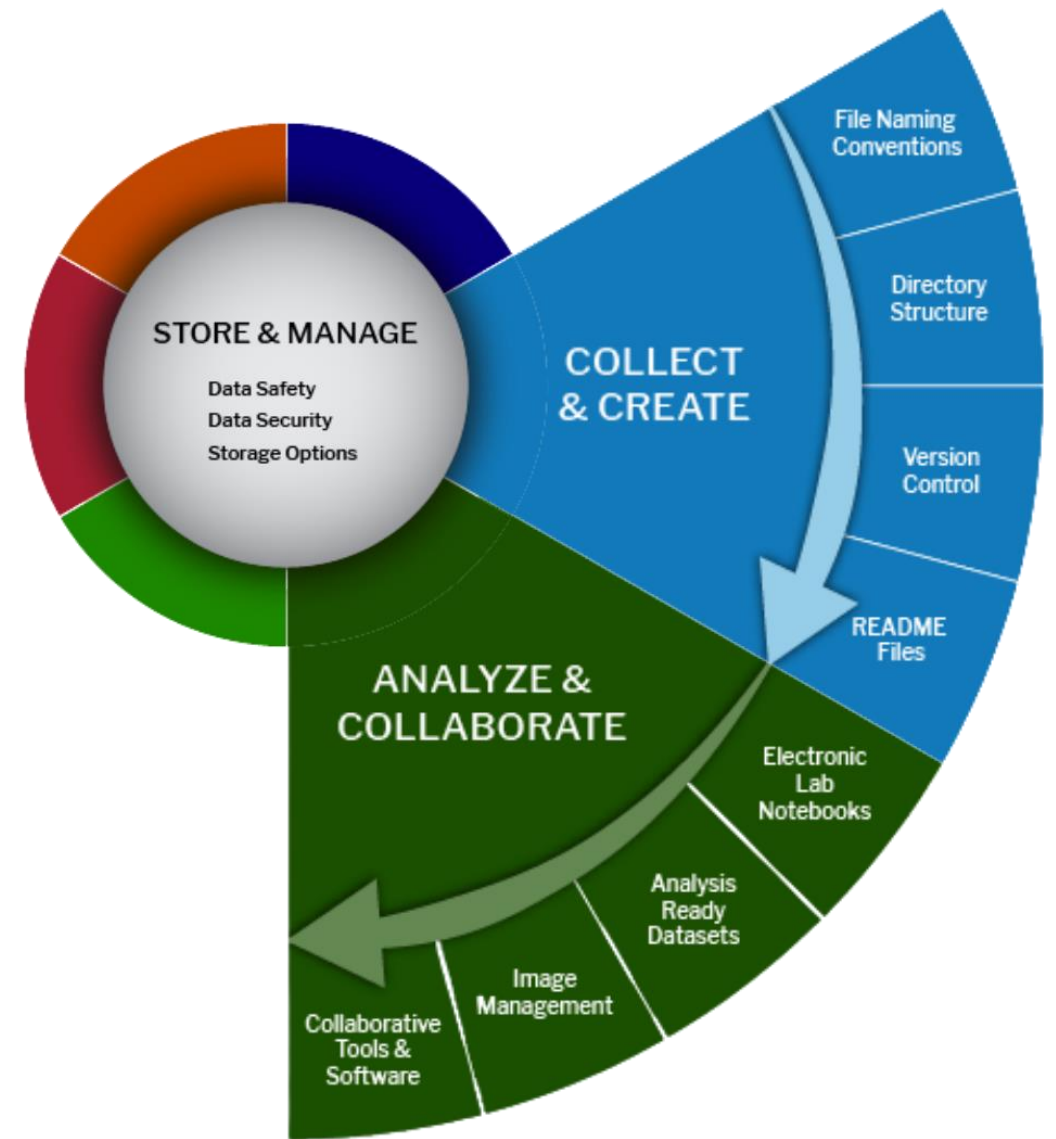 STORE & MANAGE
Data Safety
Data Security
Storage Options
COLLECT
& CREATE
File Naming
Conventions
Directory
Structure
Version
Control
README
Files
ANALYZE &
COLLABORATE
Electronic
Lab
Notebooks
Analysis
Ready
Datasets
Image
Management
Collaborative
Tools &
Software